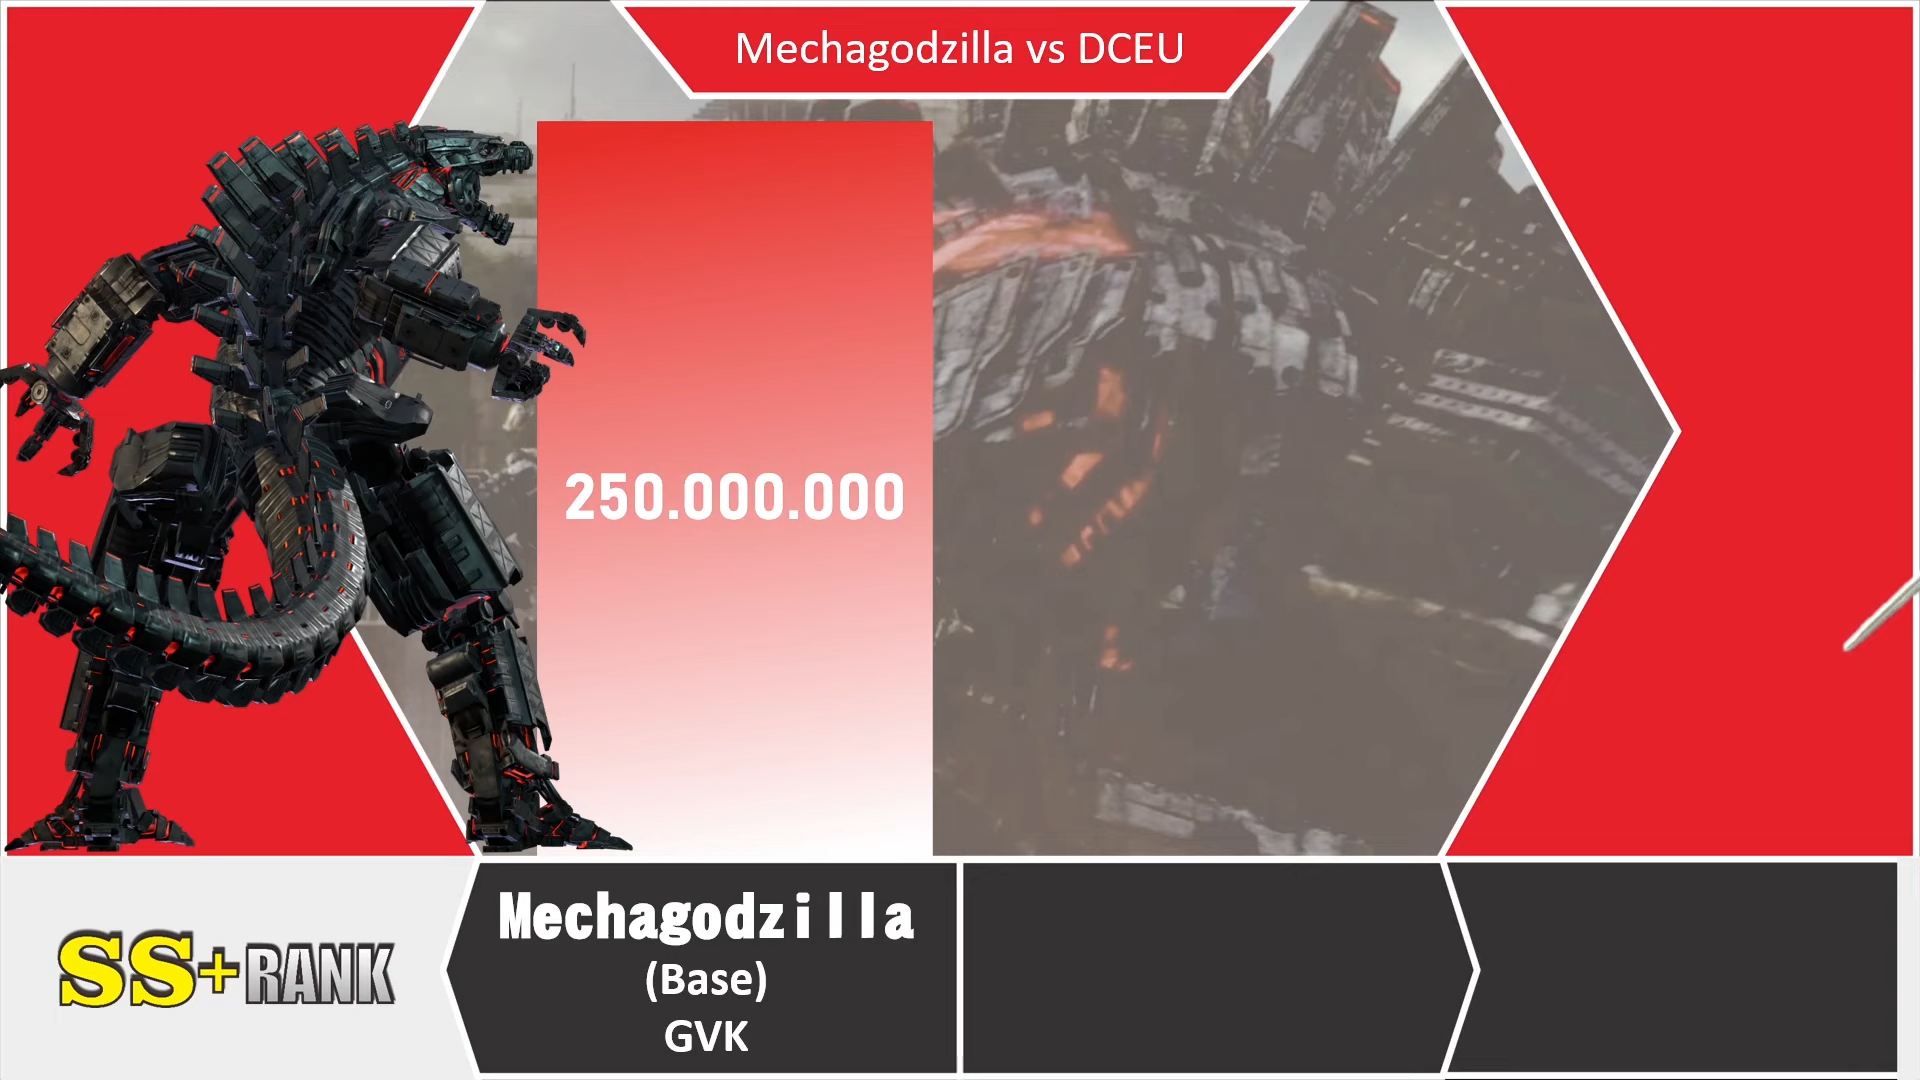 Mechagodzilla vs DCEU
250.000.000
SS+RANK
Mechagodzilla
(Base)
GVK